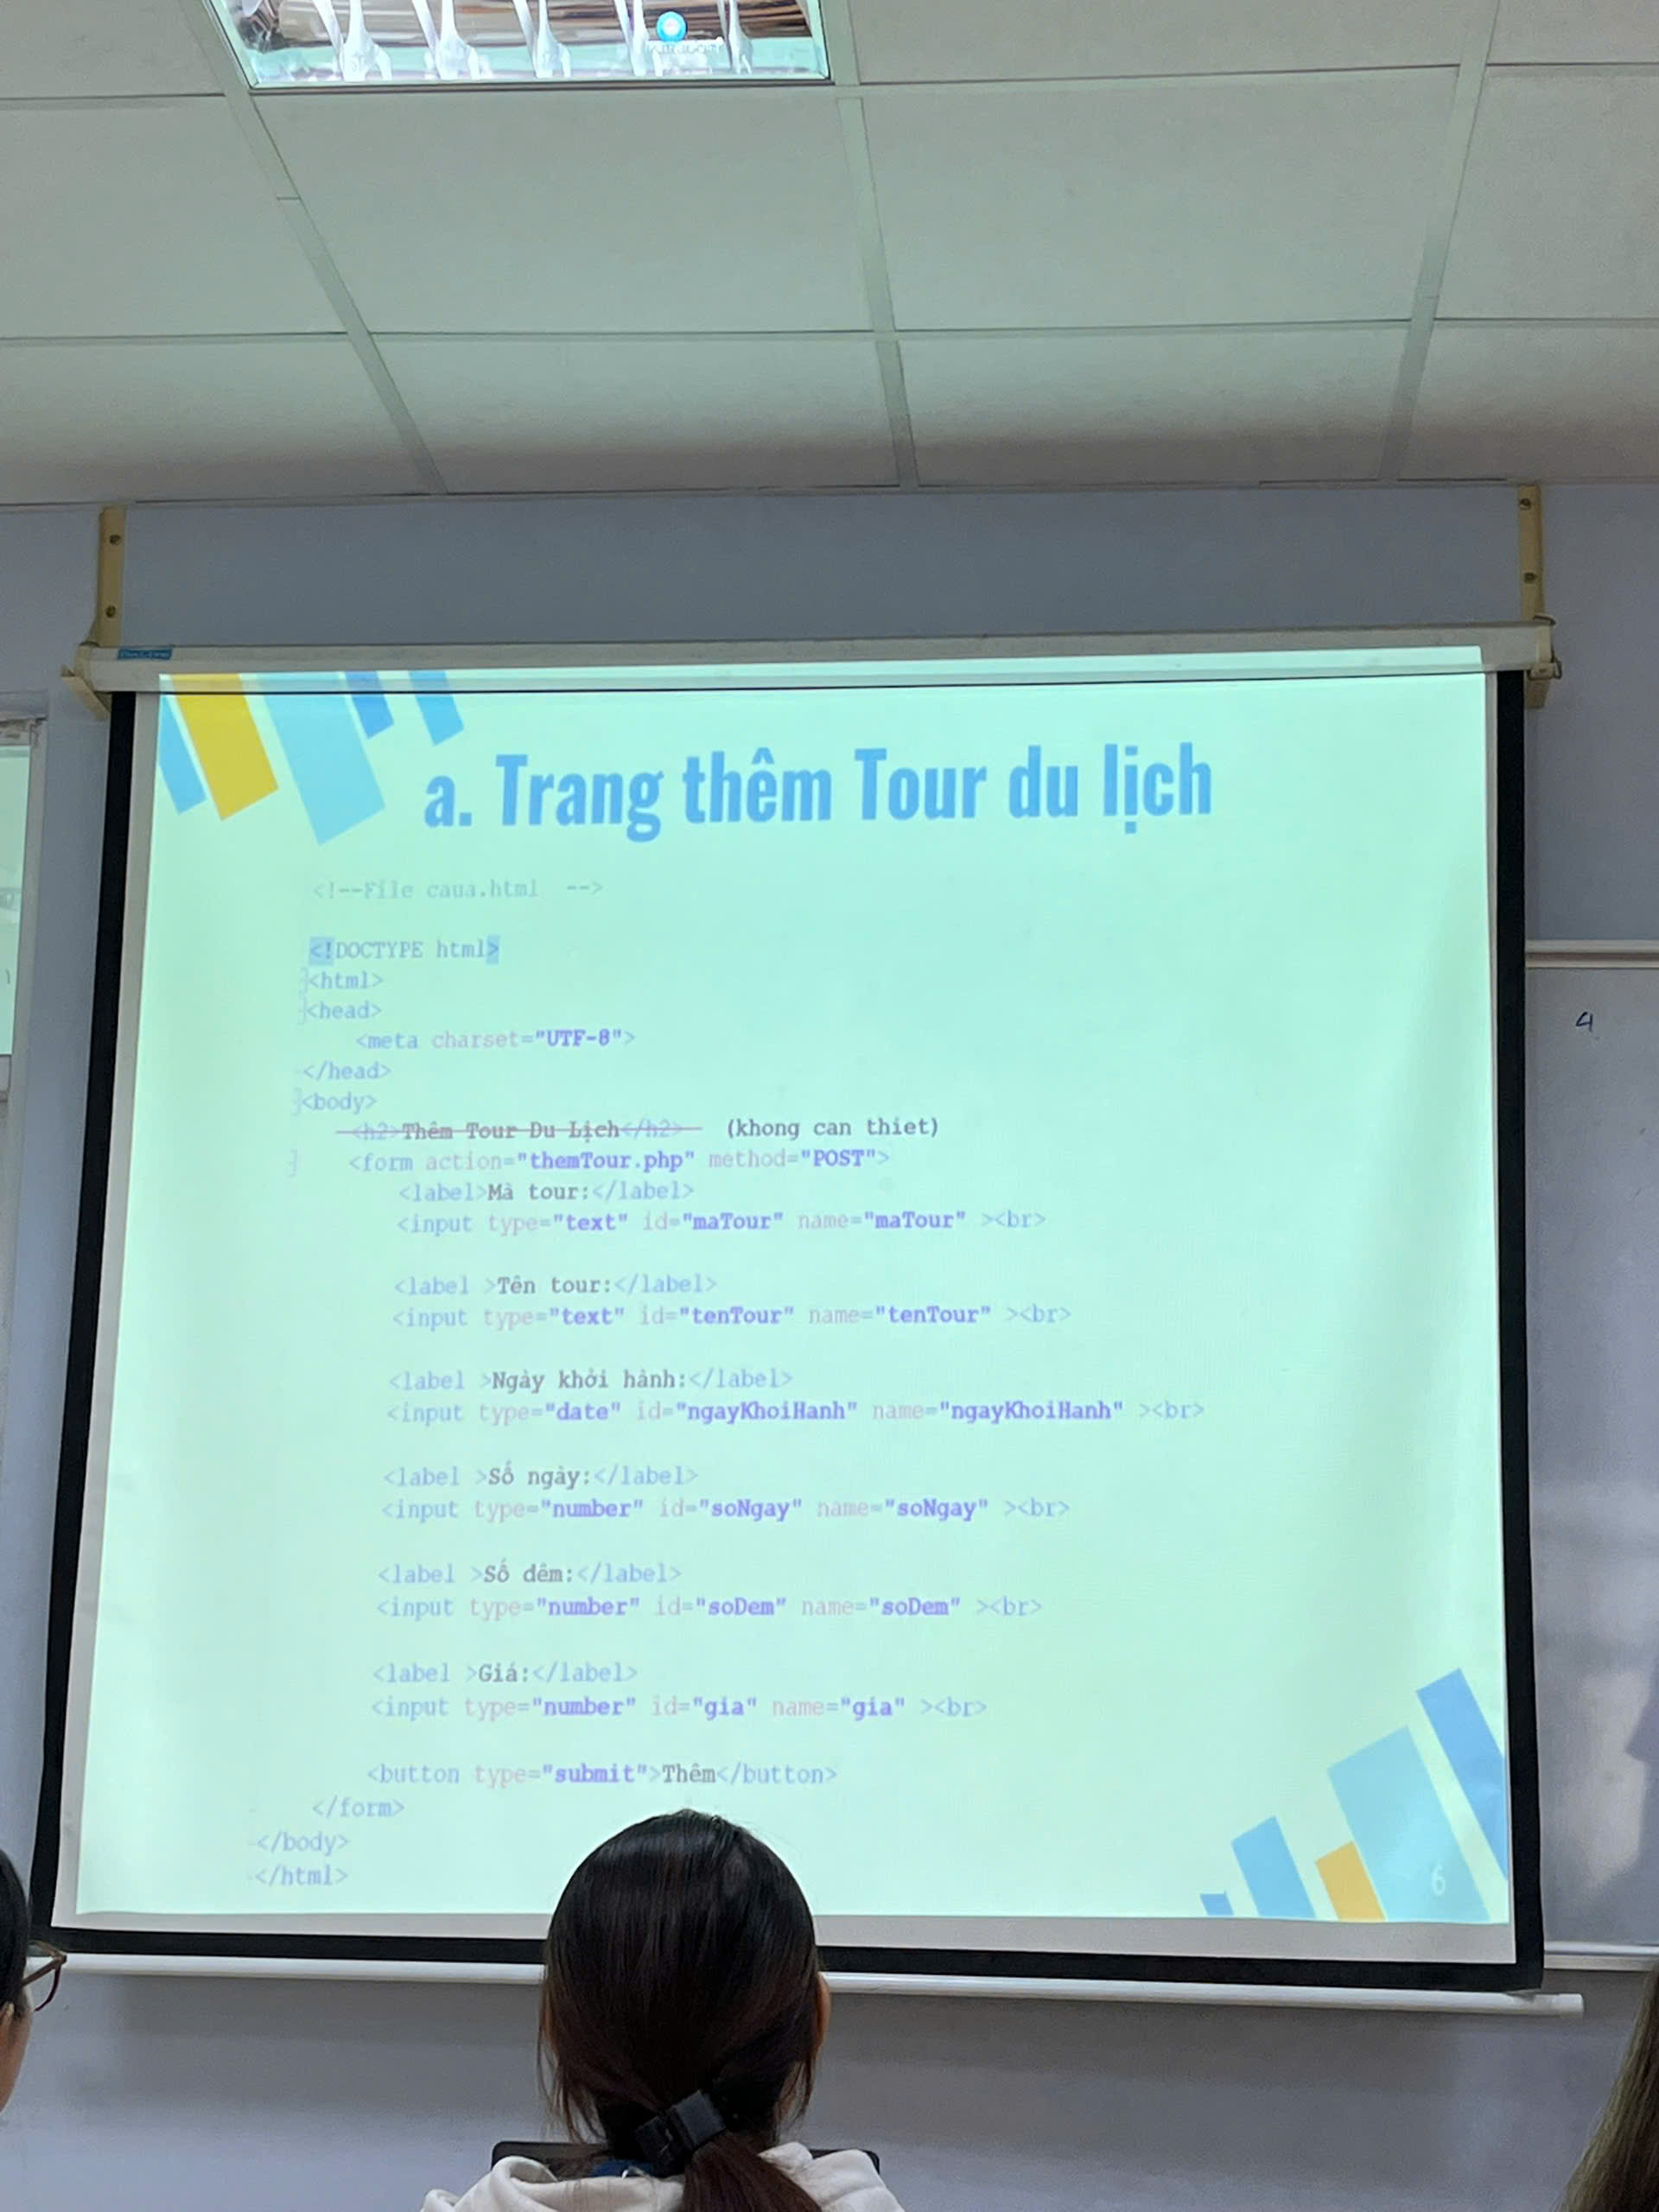 a. Trang thêm Tour du lịch
<!--File caua.html -->
<!DOCTYPE html>
<html>
<head>
<meta charset="UTF-8">
</head>
<body>
<h2>Thêm Tour Du Lịch</h2> (khong can thiet)
<form action="themTour.php" method="POST">
<label>Mã tour:</label>
<input type="text" id="maTour" name="maTour" ><br>
<label >Tên tour:</label>
<input type="text" id="tenTour" name="tenTour" ><br>
<label >Ngày khởi hành:</label>
<input type="date" id="ngayKhoiHanh" name="ngayKhoiHanh" ><br>
<label >Số ngày:</label>
<input type="number" id="soNgay" name="soNgay" ><br>
<label >Số đêm:</label>
<input type="number" id="soDem" name="soDem" ><br>
<label >Giá:</label>
<input type="number" id="gia" name="gia" ><br>
<button type="submit">Thêm</button>
</form>
</body>
</html>
6
4